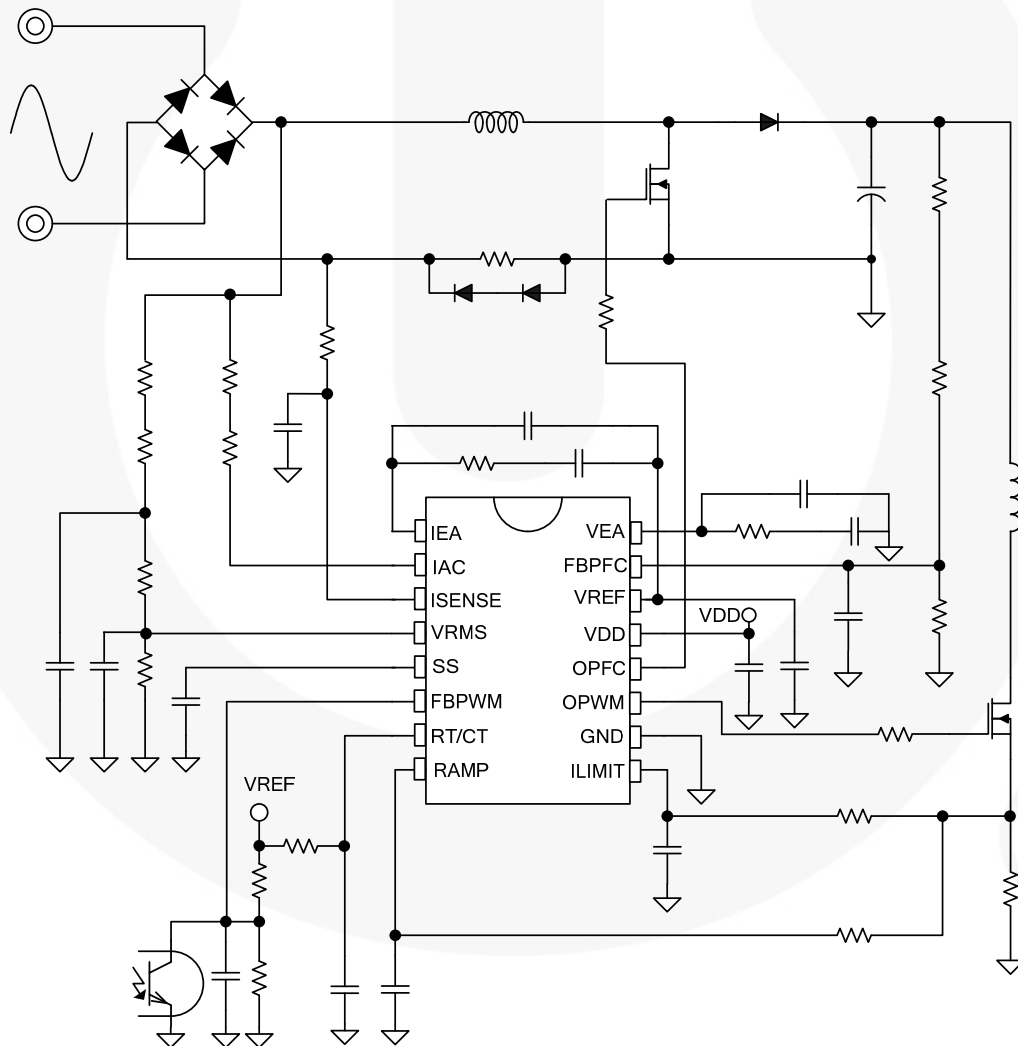 IEA
IAC
ISENSE
VRMS
SS
FBPWM
RT/CT
RAMP
VEA
FBPFC
VREF
VDD
OPFC
OPWM
GND
ILIMIT
VDD
VREF